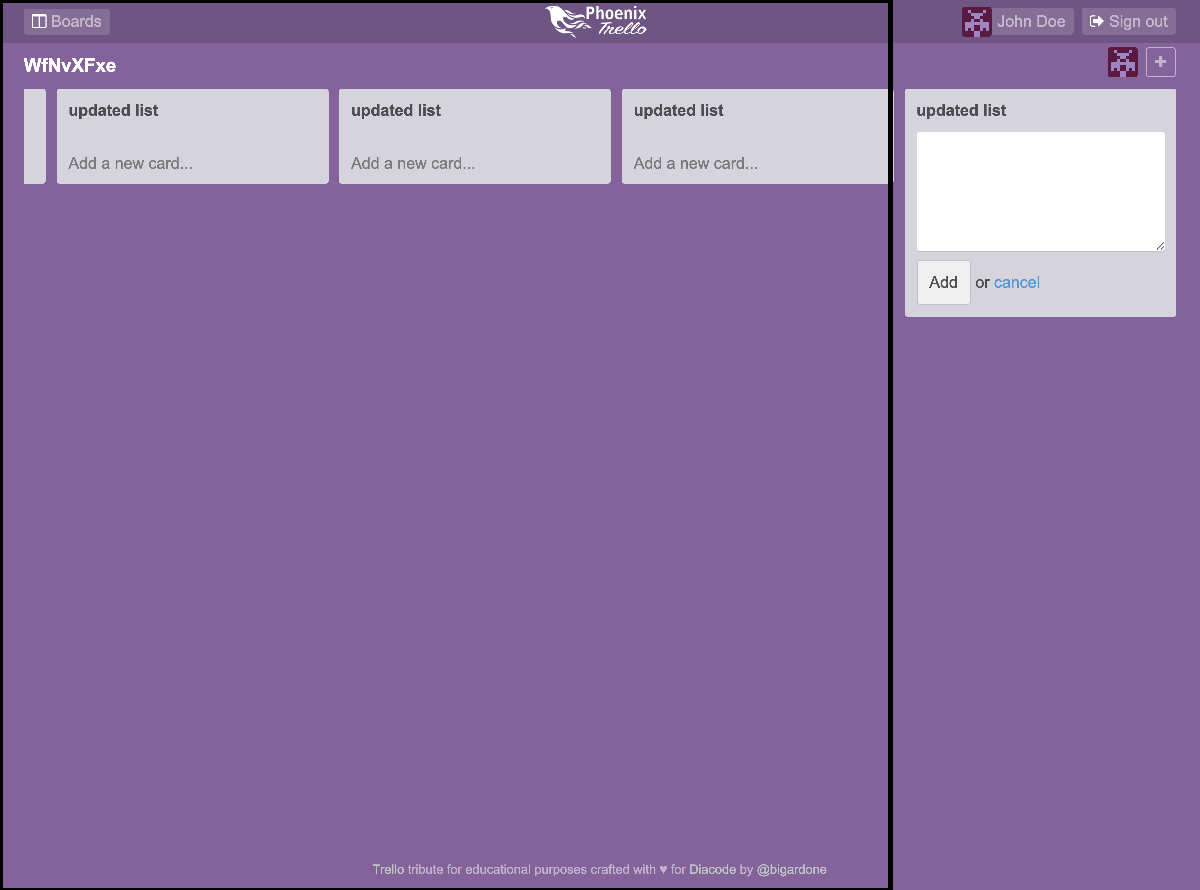 Boards
Phoenix
Trello
John Doe
Sign out
WfNvXFxe
+
updated list
Add a new card...
updated list
Add a new card...
updated list
Add a new card...
updated list
Add or cancel
Trello tribute for educational purposes crafted with ♥ for Diacode by @bigardone